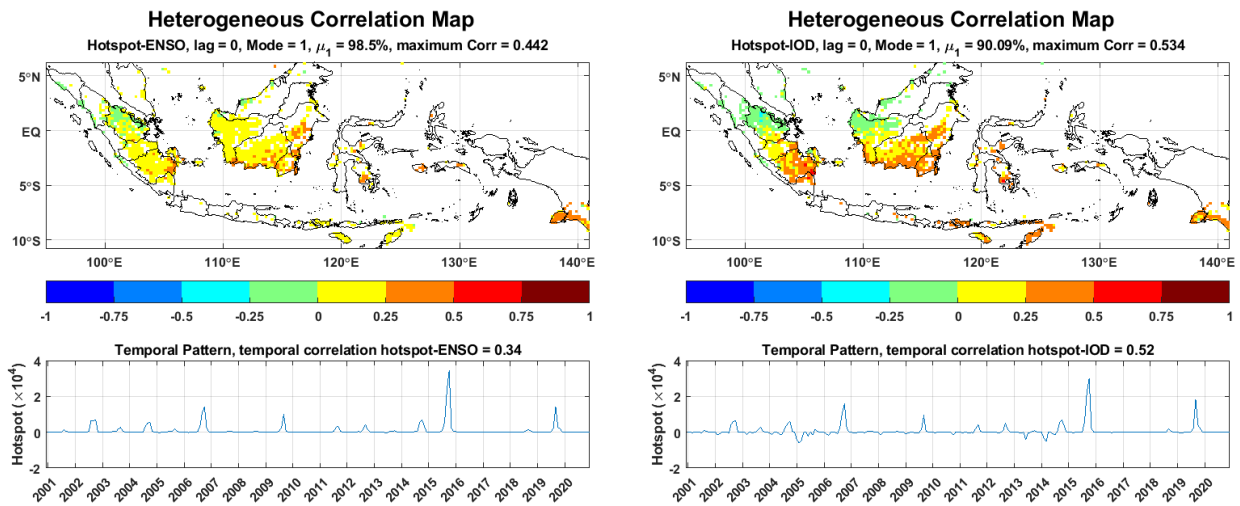 Heterogeneous Correlation Map
Hotspot-ENSO, lag = 0, Mode = 1, μ1 = 98.5%, maximum Corr = 0.442
5°N
EQ
5°S
10°S
100°E 110°E 120°E 130°E 140°E
-1 -0.75 -0.5 -0.25 0 0.25 0.5 0.75 1
Temporal Pattern, temporal correlation hotspot-ENSO = 0.34
Hotspot (×10^4)
4
2
0
-2
2001 2002 2003 2004 2005 2006 2007 2008 2009 2010 2011 2012 2013 2014 2015 2016 2017 2018 2019 2020
Heterogeneous Correlation Map
Hotspot-IOD, lag = 0, Mode = 1, μ1 = 90.09%, maximum Corr = 0.534
5°N
EQ
5°S
10°S
100°E 110°E 120°E 130°E 140°E
-1 -0.75 -0.5 -0.25 0 0.25 0.5 0.75 1
Temporal Pattern, temporal correlation hotspot-IOD = 0.52
Hotspot (×10^4)
4
2
0
-2
2001 2002 2003 2004 2005 2006 2007 2008 2009 2010 2011 2012 2013 2014 2015 2016 2017 2018 2019 2020